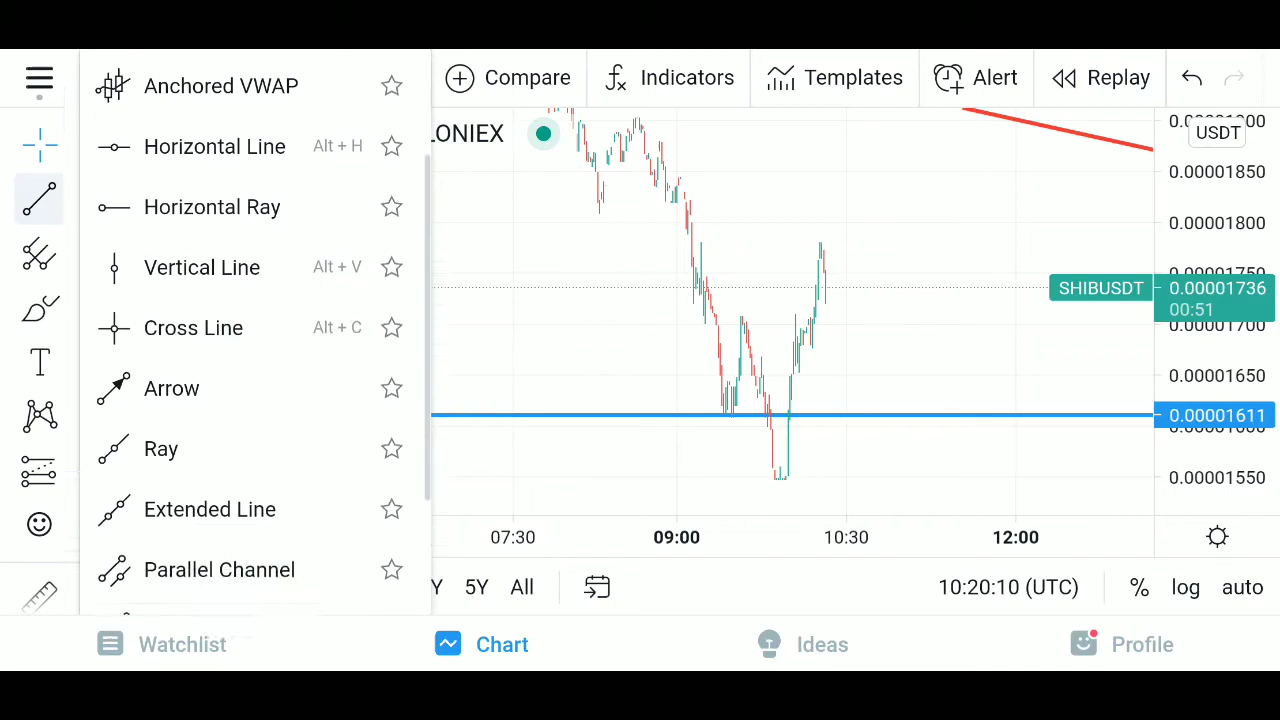 Anchored VWAP
Horizontal Line Alt + H
Horizontal Ray
Vertical Line Alt + V
Cross Line Alt + C
Arrow
Ray
Extended Line
Parallel Channel
Compare
Indicators
Templates
Alert
Replay
LONIEX
USDT
0.00001850
0.00001800
SHIBUSDT 0.00001736
00:51
0.00001700
0.00001650
0.00001611
0.00001550
07:30 09:00 10:30 12:00
Y 5Y All 10:20:10 (UTC) % log auto
Watchlist Chart Ideas Profile